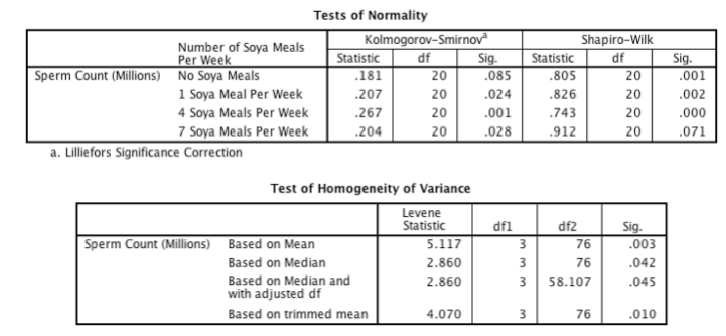 Tests of Normality
Number of Soya Meals Per Week Kolmogorov-Smirnovᵃ Shapiro-Wilk
Statistic df Sig. Statistic df Sig.
Sperm Count (Millions) No Soya Meals .181 20 .085 .805 20 .001
1 Soya Meal Per Week .207 20 .024 .826 20 .002
4 Soya Meals Per Week .267 20 .001 .743 20 .000
7 Soya Meals Per Week .204 20 .028 .912 20 .071
a. Lilliefors Significance Correction
Test of Homogeneity of Variance
Levene Statistic df1 df2 Sig.
Sperm Count (Millions) Based on Mean 5.117 3 76 .003
Based on Median 2.860 3 76 .042
Based on Median and with adjusted df 2.860 3 58.107 .045
Based on trimmed mean 4.070 3 76 .010